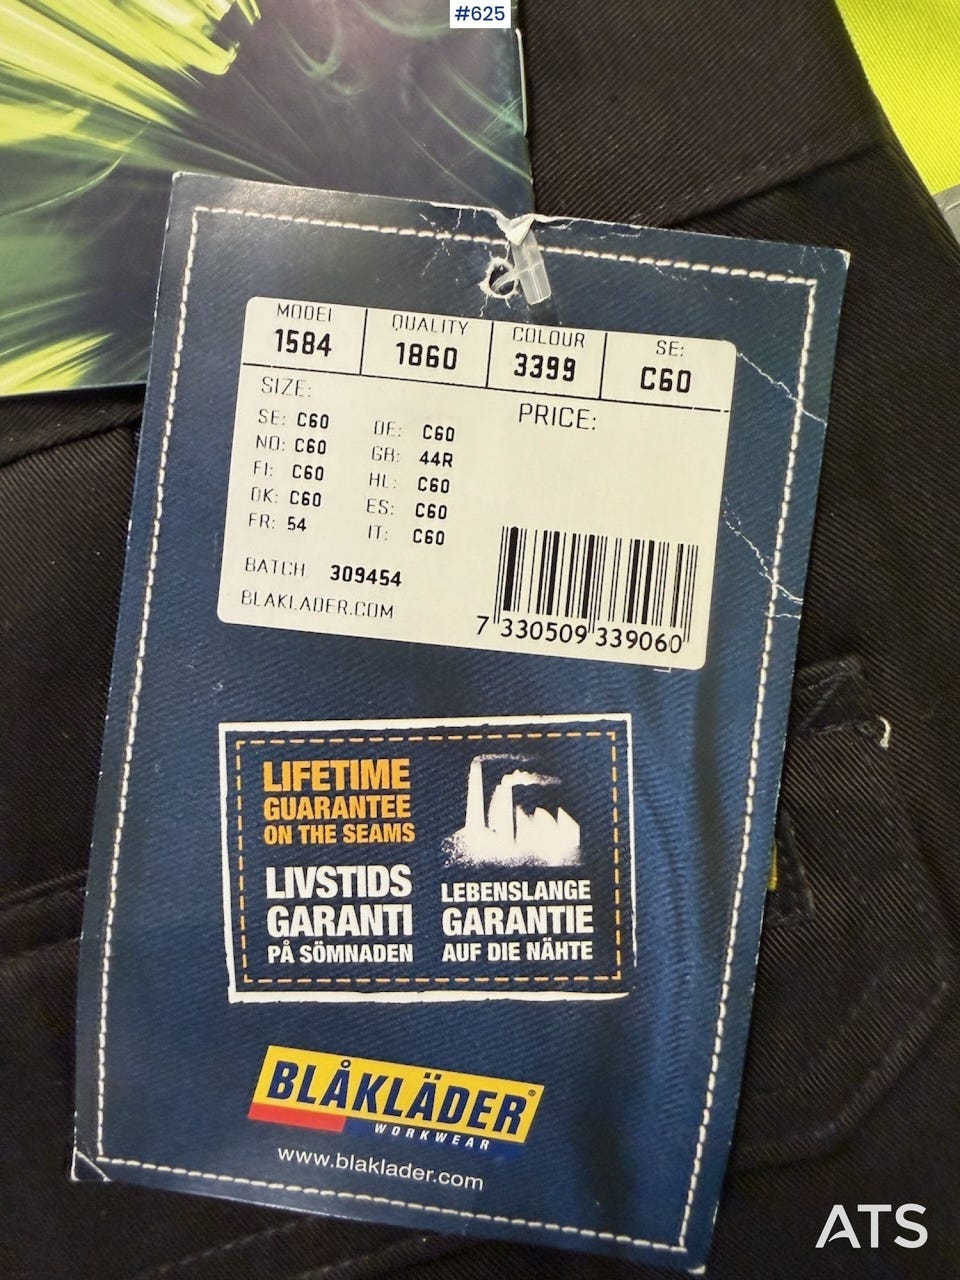 #625
MODEL QUALITY COLOUR SE:
1584 1860 3399 C60
SIZE: PRICE:
SE: C60 DE: C60
NO: C60 GB: 44R
FI: C60 HL: C60
DK: C60 ES: C60
FR: 54 IT: C60
BATCH 309454
BLAKLADER.COM
7 330509 339060
LIFETIME
GUARANTEE
ON THE SEAMS
LIVSTIDS
GARANTI
PÅ SÖMNADEN
LEBENSLANGE
GARANTIE
AUF DIE NÄHTE
BLÅKLÄDER®
WORKWEAR
www.blaklader.com
ATS